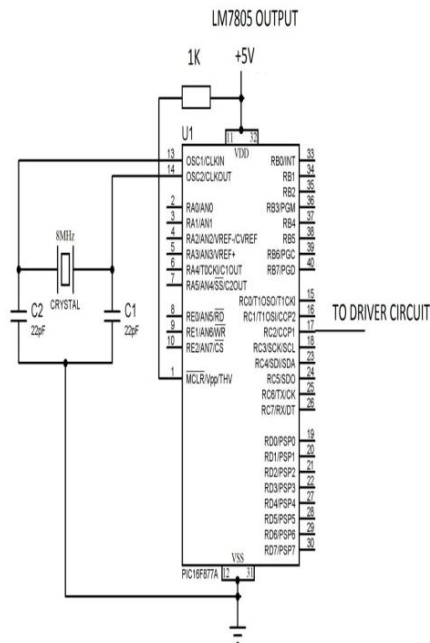 LM7805 OUTPUT
1K
+5V
U1
11 32
VDD
13 OSC1/CLKIN
14 OSC2/CLKOUT
2 RA0/AN0
3 RA1/AN1
4 RA2/AN2/VREF-/CVREF
5 RA3/AN3/VREF+
6 RA4/T0CKI/C1OUT
7 RA5/AN4/SS/C2OUT
8 RE0/AN5/RD
9 RE1/AN6/WR
10 RE2/AN7/CS
1 MCLR/Vpp/THV
RB0/INT 33
RB1 34
RB2 35
RB3/PGM 36
RB4 37
RB5 38
RB6/PGC 39
RB7/PGD 40
RC0/T1OSO/T1CKI 15
RC1/T1OSI/CCP2 16
RC2/CCP1 17
RC3/SCK/SCL 18
RC4/SDI/SDA 23
RC5/SDO 24
RC6/TX/CK 25
RC7/RX/DT 26
RD0/PSP0 19
RD1/PSP1 20
RD2/PSP2 21
RD3/PSP3 22
RD4/PSP4 27
RD5/PSP5 28
RD6/PSP6 29
RD7/PSP7 30
TO DRIVER CIRCUIT
8MHz
CRYSTAL
C2
22pF
C1
22pF
VSS
PIC16F877A
12 31